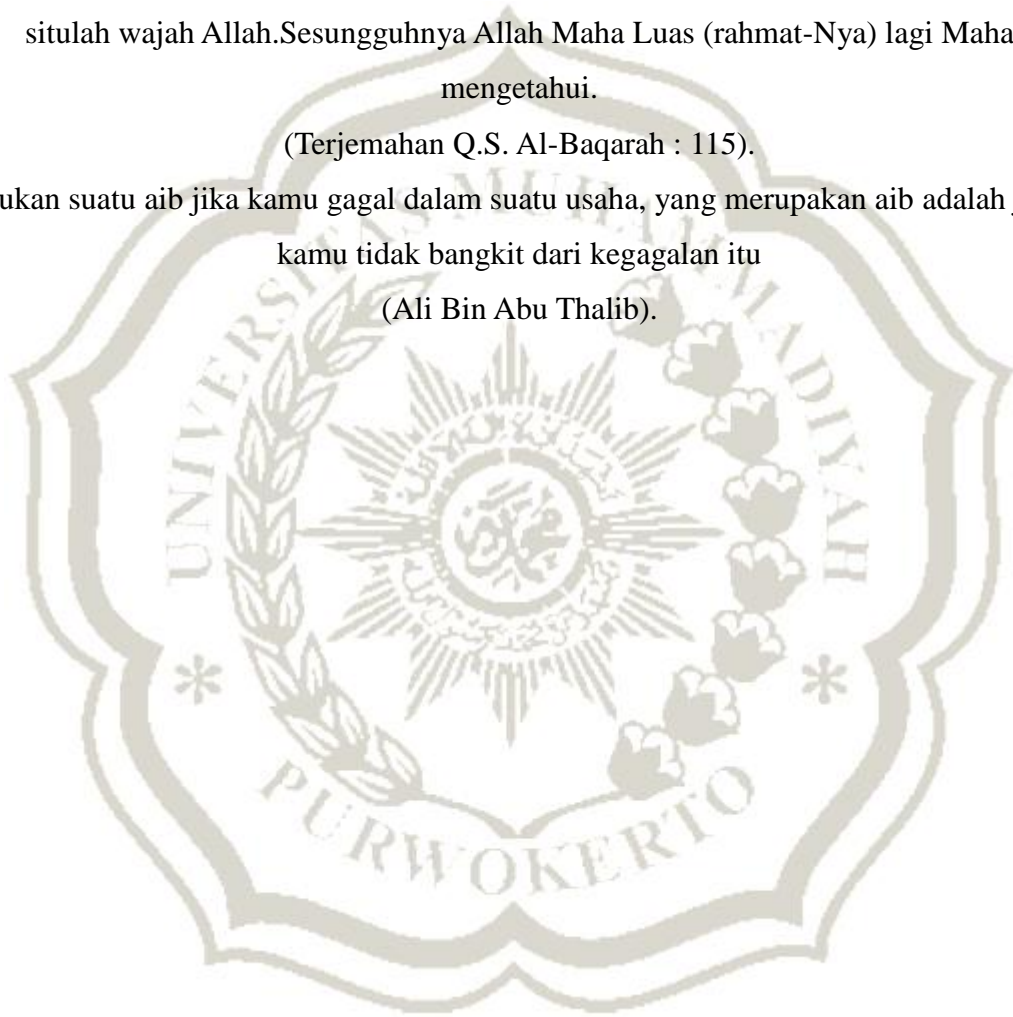 situlah wajah Allah.Sesungguhnya Allah Maha Luas (rahmat-Nya) lagi Maha
mengetahui.
(Terjemahan Q.S. Al-Baqarah : 115).
ukan suatu aib jika kamu gagal dalam suatu usaha, yang merupakan aib adalah j
kamu tidak bangkit dari kegagalan itu
(Ali Bin Abu Thalib).
UNIVERSITAS MUHAMMADIYAH
PURWOKERTO